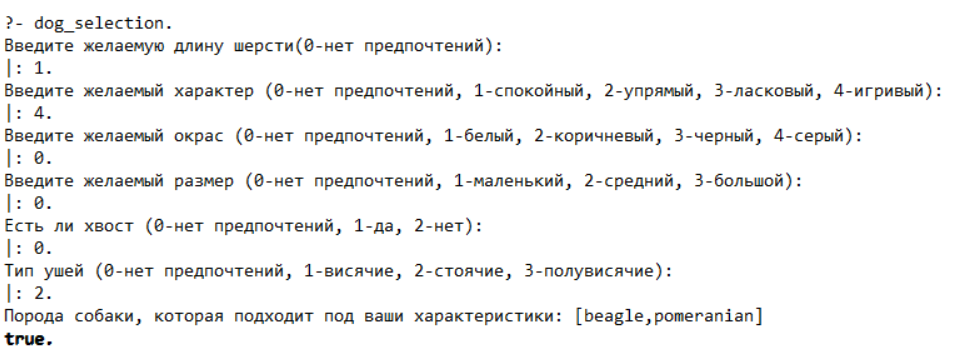 ?- dog_selection.
Введите желаемую длину шерсти(0-нет предпочтений):
|: 1.
Введите желаемый характер (0-нет предпочтений, 1-спокойный, 2-упрямый, 3-ласковый, 4-игривый):
|: 4.
Введите желаемый окрас (0-нет предпочтений, 1-белый, 2-коричневый, 3-черный, 4-серый):
|: 0.
Введите желаемый размер (0-нет предпочтений, 1-маленький, 2-средний, 3-большой):
|: 0.
Есть ли хвост (0-нет предпочтений, 1-да, 2-нет):
|: 0.
Тип ушей (0-нет предпочтений, 1-висячие, 2-стоячие, 3-полувисячие):
|: 2.
Порода собаки, которая подходит под ваши характеристики: [beagle,pomeranian]
true.